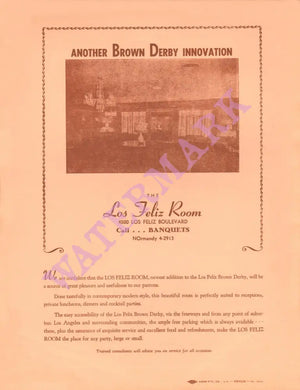 ANOTHER BROWN DERBY INNOVATION
THE
Los Feliz Room
4500 LOS FELIZ BOULEVARD
Call . . . BANQUETS
NOrmandy 4-2913
We are confident that the LOS FELIZ ROOM, newest addition to the Los Feliz Brown Derby, will be
a source of great pleasure and usefulness to our patrons.
Done tastefully in contemporary modern style, this beautiful room is perfectly suited to receptions,
private luncheons, dinners and cocktail parties.
The easy accessibility of the Los Feliz Brown Derby, via the freeways and from any point of suburban
Los Angeles and surrounding communities; the ample free parking which is always available . . .
these, plus the assurance of exquisite service and excellent food and refreshments, make the LOS FELIZ
ROOM the place for any party, large or small.
Trained consultants will advise you on service for all occasions.
WATERMARK